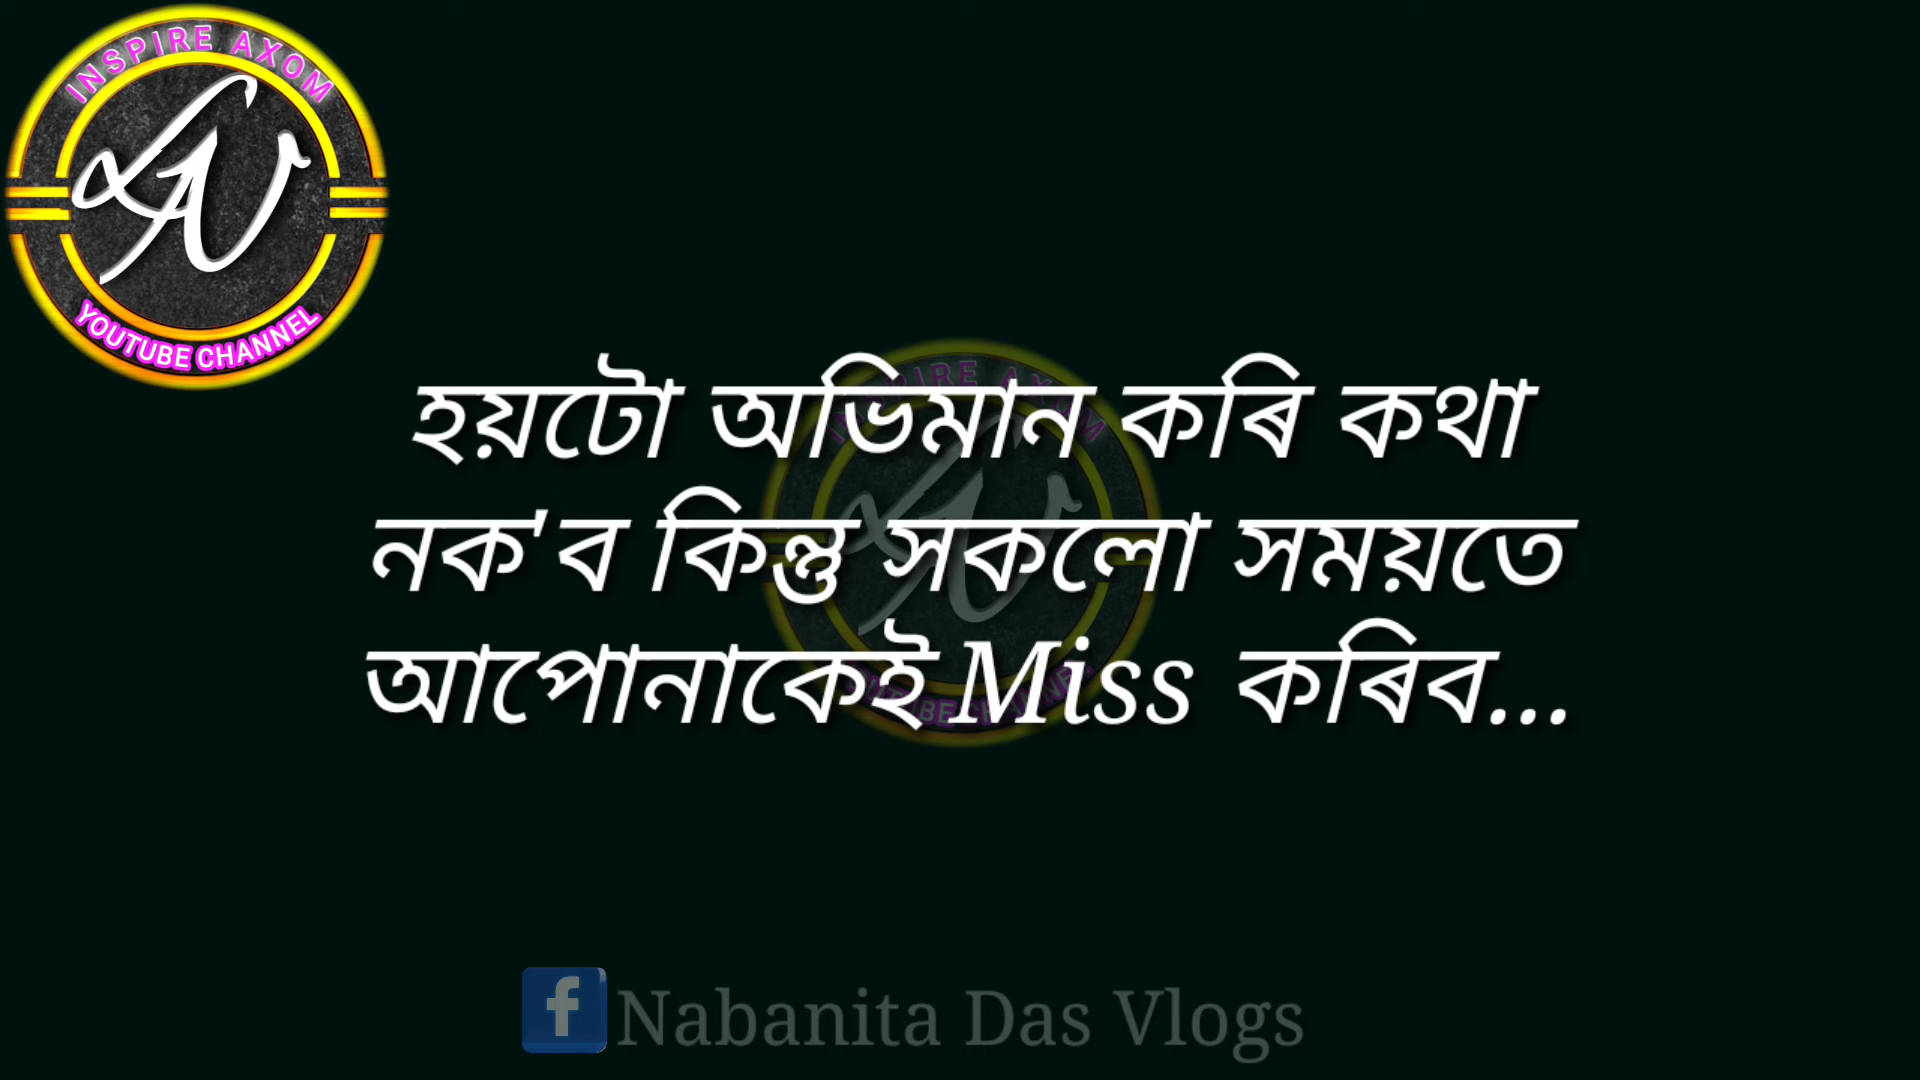 INSPIRE AXOM
YOUTUBE CHANNEL
হয়টো অভিমান কৰি কথা
নক'ব কিন্তু সকলো সময়তে
আপোনাকেই Miss কৰিব...
Nabanita Das Vlogs